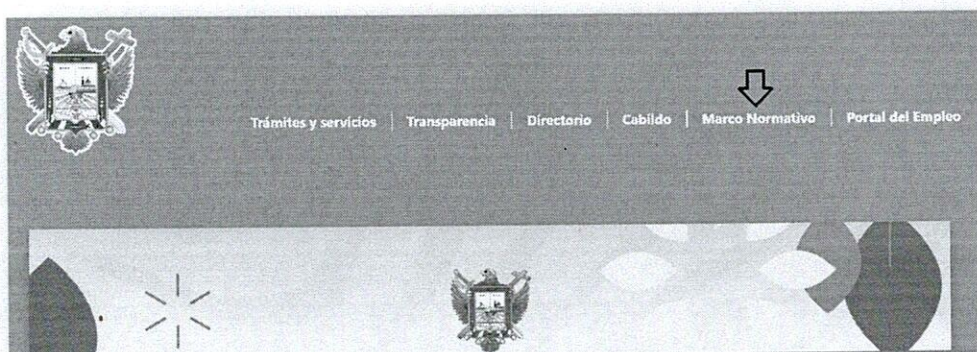 Trámites y servicios | Transparencia | Directorio | Cabildo | Marco Normativo | Portal del Empleo